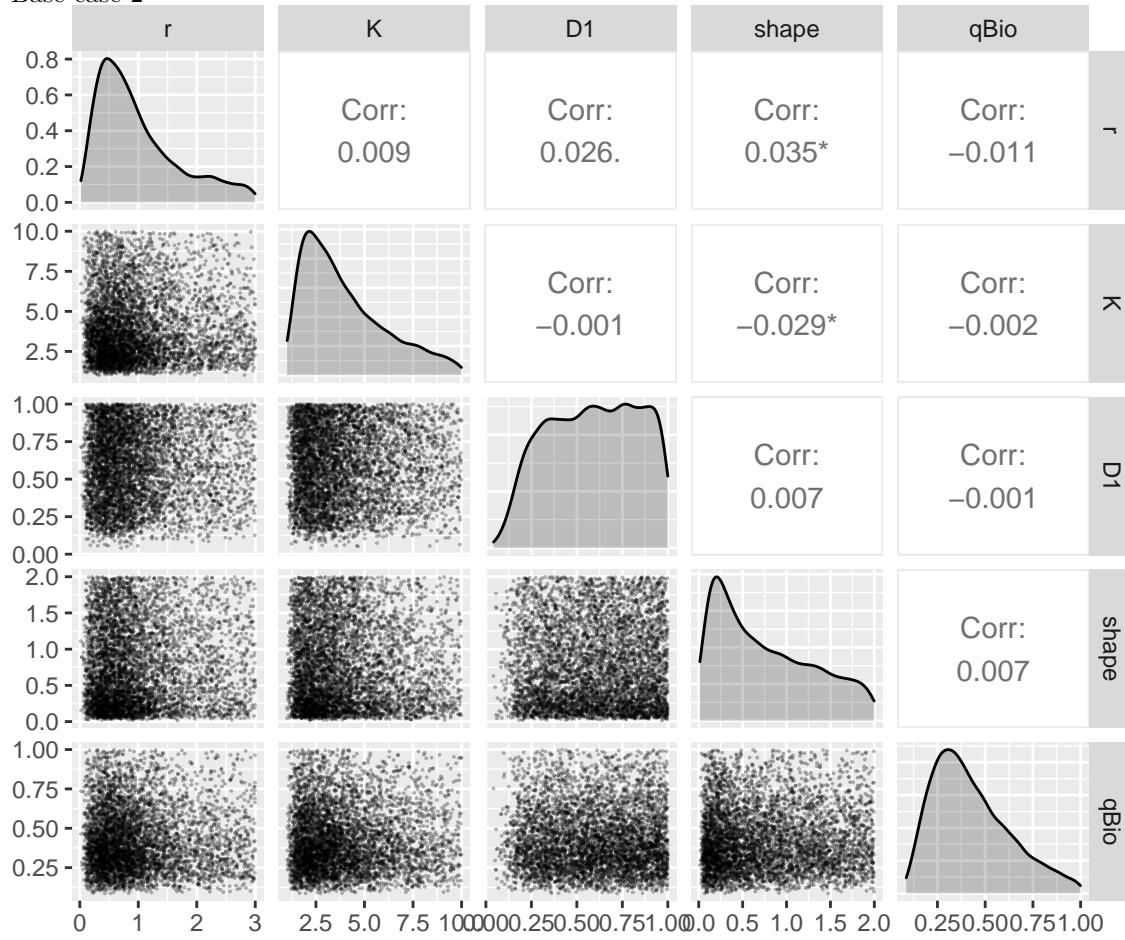 Base case 2
r K D1 shape qBio
0.8
0.6
0.4
0.2
0.0
Corr:
0.009
Corr:
0.026.
Corr:
0.035*
Corr:
−0.011
r
10.0
7.5
5.0
2.5
Corr:
−0.001
Corr:
−0.029*
Corr:
−0.002
K
1.00
0.75
0.50
0.25
0.00
Corr:
0.007
Corr:
−0.001
D1
2.0
1.5
1.0
0.5
0.0
Corr:
0.007
shape
1.00
0.75
0.50
0.25
qBio
0 1 2 3 2.5 5.0 7.5 10.0 0.00 0.25 0.50 0.75 1.00 0.0 0.5 1.0 1.5 2.0 0.25 0.50 0.75 1.00